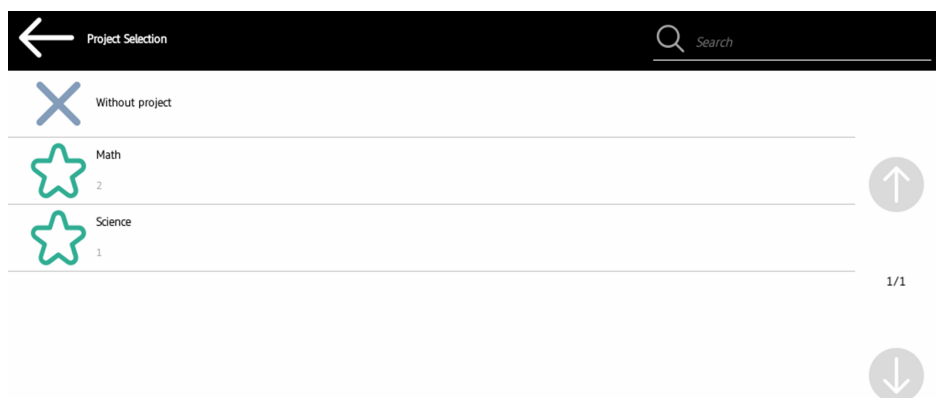 Project Selection
Search
Without project
Math
2
Science
1
1/1